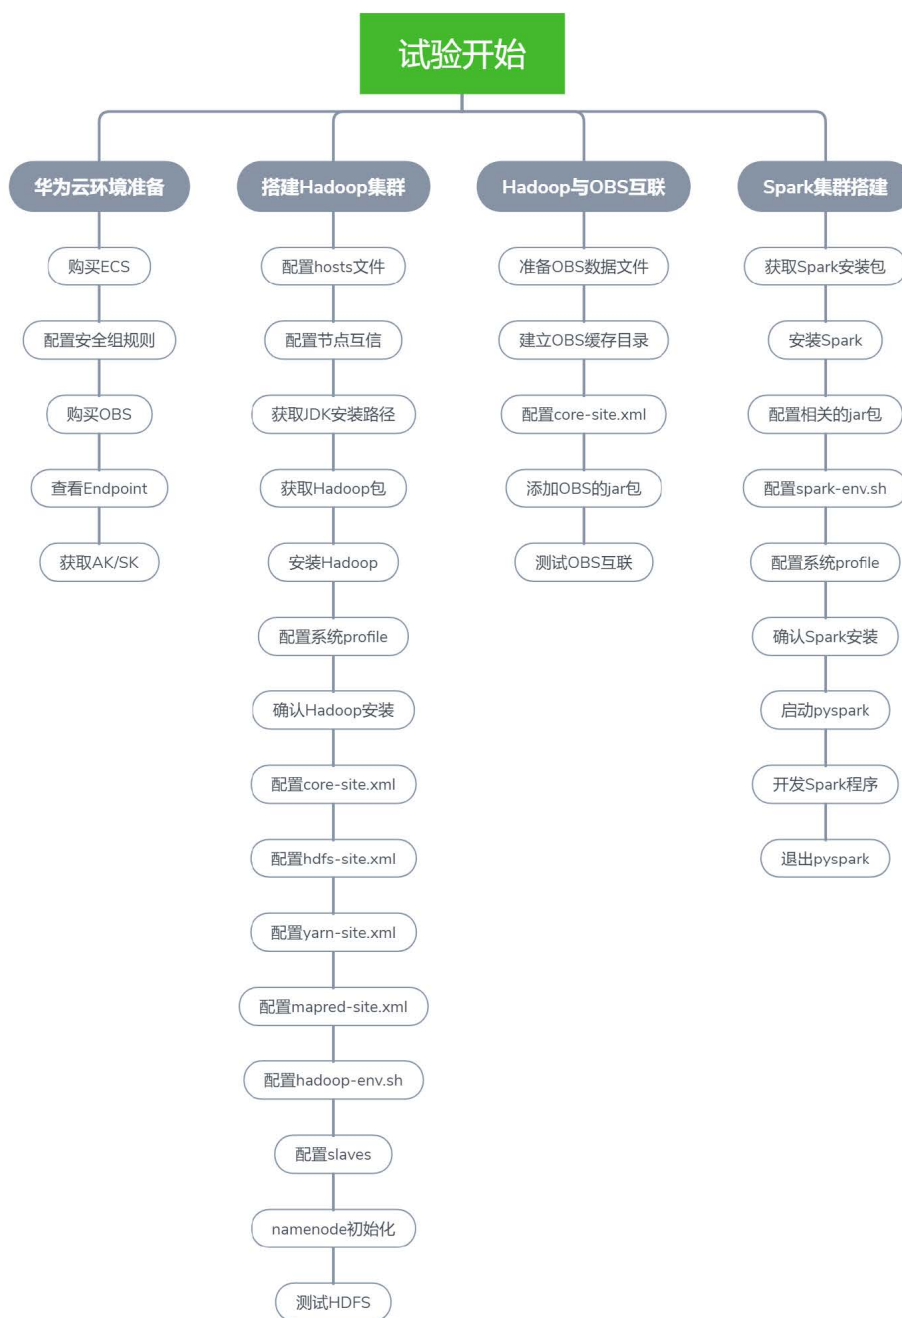 试验开始
华为云环境准备
购买ECS
配置安全组规则
购买OBS
查看Endpoint
获取AK/SK
搭建Hadoop集群
配置hosts文件
配置节点互信
获取JDK安装路径
获取Hadoop包
安装Hadoop
配置系统profile
确认Hadoop安装
配置core-site.xml
配置hdfs-site.xml
配置yarn-site.xml
配置mapred-site.xml
配置hadoop-env.sh
配置slaves
namenode初始化
测试HDFS
Hadoop与OBS互联
准备OBS数据文件
建立OBS缓存目录
配置core-site.xml
添加OBS的jar包
测试OBS互联
Spark集群搭建
获取Spark安装包
安装Spark
配置相关的jar包
配置spark-env.sh
配置系统profile
确认Spark安装
启动pyspark
开发Spark程序
退出pyspark